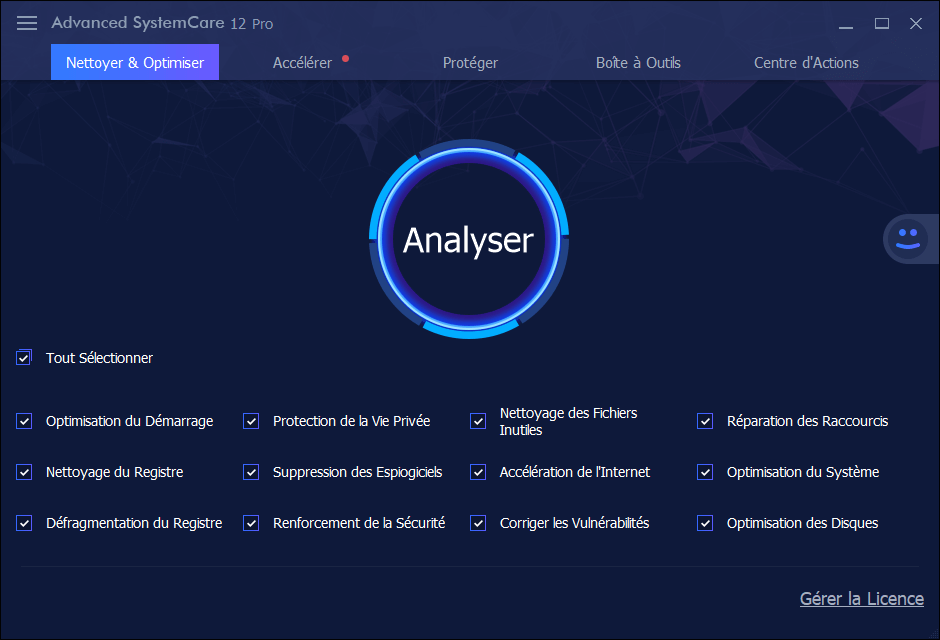 Advanced SystemCare 12 Pro
Nettoyer & Optimiser
Accélérer
Protéger
Boîte à Outils
Centre d'Actions
Analyser
Tout Sélectionner
Optimisation du Démarrage
Protection de la Vie Privée
Nettoyage des Fichiers
Inutiles
Réparation des Raccourcis
Nettoyage du Registre
Suppression des Espiogiciels
Accélération de l'Internet
Optimisation du Système
Défragmentation du Registre
Renforcement de la Sécurité
Corriger les Vulnérabilités
Optimisation des Disques
Gérer la Licence